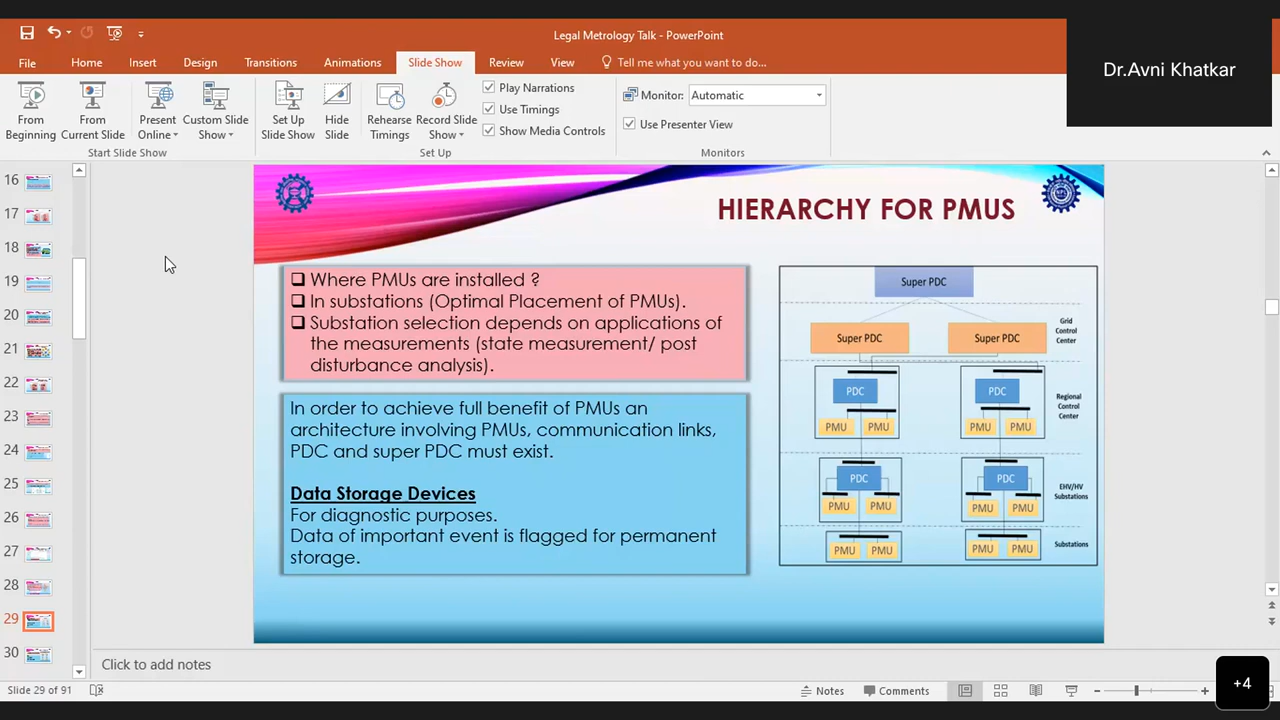 Legal Metrology Talk - PowerPoint
Dr.Avni Khatkar
File Home Insert Design Transitions Animations Slide Show Review View Tell me what you want to do...
From Beginning
From Current Slide
Present Online
Custom Slide Show
Start Slide Show
Set Up Slide Show
Hide Slide
Rehearse Timings
Record Slide Show
Play Narrations
Use Timings
Show Media Controls
Set Up
Monitor: Automatic
Use Presenter View
Monitors
16
17
18
19
20
21
22
23
24
25
26
27
28
29
30
HIERARCHY FOR PMUS
Where PMUs are installed ?
In substations (Optimal Placement of PMUs).
Substation selection depends on applications of
the measurements (state measurement/ post
disturbance analysis).
In order to achieve full benefit of PMUs an
architecture involving PMUs, communication links,
PDC and super PDC must exist.
Data Storage Devices
For diagnostic purposes.
Data of important event is flagged for permanent
storage.
Super PDC
Super PDC Super PDC
Grid
Control
Center
PDC PDC
PMU PMU PMU PMU
Regional
Control
Center
PDC PDC
PMU PMU PMU PMU
EHV/HV
Substations
PMU PMU PMU PMU
Substations
Click to add notes
Slide 29 of 91
Notes Comments
+4